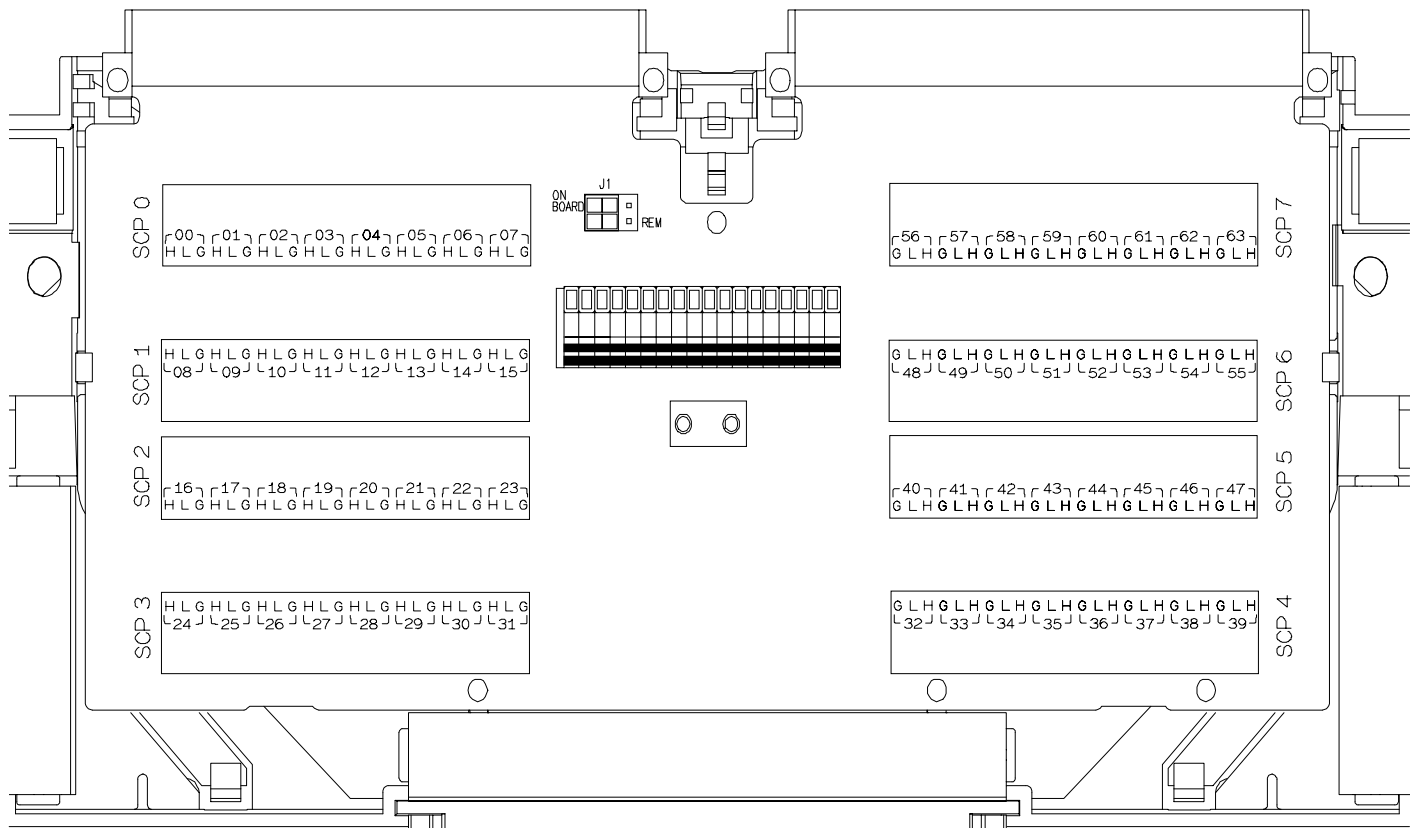 J1
ON
BOARD
REM
SCP 0
00 01 02 03 04 05 06 07
H L G H L G H L G H L G H L G H L G H L G H L G
SCP 7
56 57 58 59 60 61 62 63
G L H G L H G L H G L H G L H G L H G L H G L H
SCP 1
H L G H L G H L G H L G H L G H L G H L G H L G
08 09 10 11 12 13 14 15
SCP 6
G L H G L H G L H G L H G L H G L H G L H G L H
48 49 50 51 52 53 54 55
SCP 2
16 17 18 19 20 21 22 23
H L G H L G H L G H L G H L G H L G H L G H L G
SCP 5
40 41 42 43 44 45 46 47
G L H G L H G L H G L H G L H G L H G L H G L H
SCP 3
H L G H L G H L G H L G H L G H L G H L G H L G
24 25 26 27 28 29 30 31
SCP 4
G L H G L H G L H G L H G L H G L H G L H G L H
32 33 34 35 36 37 38 39